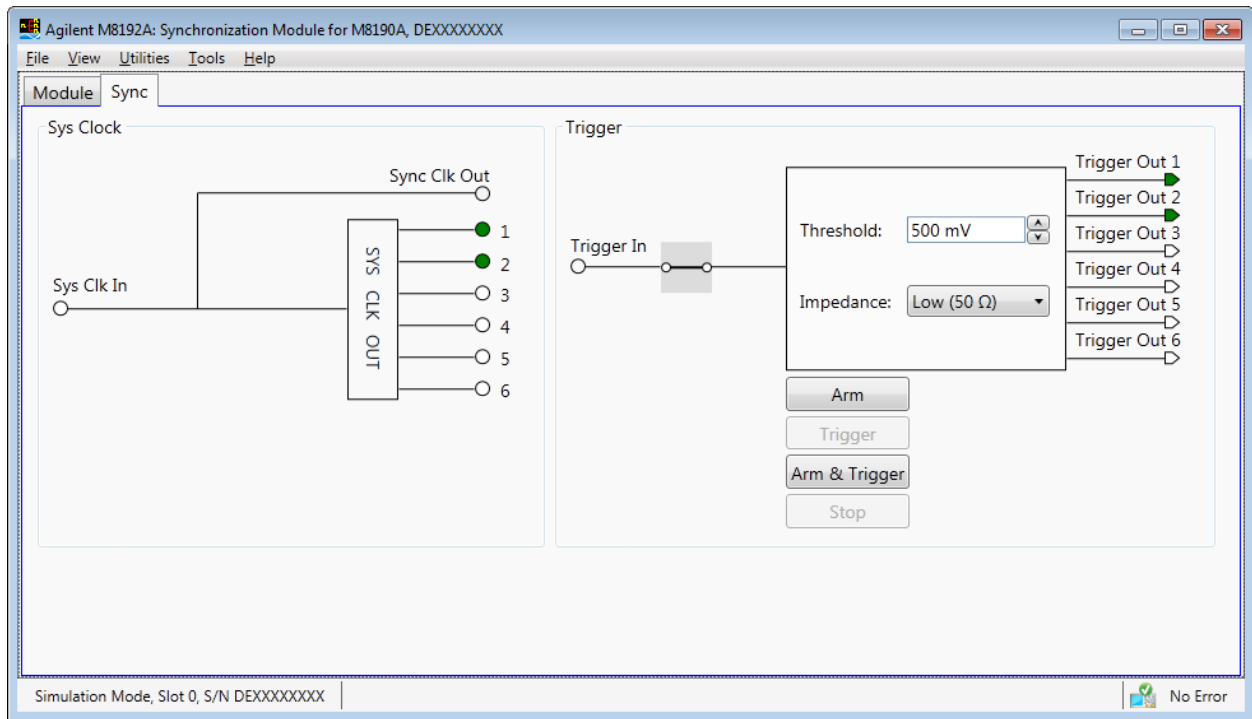 Agilent M8192A: Synchronization Module for M8190A, DEXXXXXXXX
File View Utilities Tools Help
Module Sync
Sys Clock
Sync Clk Out
Sys Clk In
SYS CLK OUT
1
2
3
4
5
6
Trigger
Trigger In
Threshold: 500 mV
Impedance: Low (50 Ω)
Trigger Out 1
Trigger Out 2
Trigger Out 3
Trigger Out 4
Trigger Out 5
Trigger Out 6
Arm
Trigger
Arm & Trigger
Stop
Simulation Mode, Slot 0, S/N DEXXXXXXXX
No Error